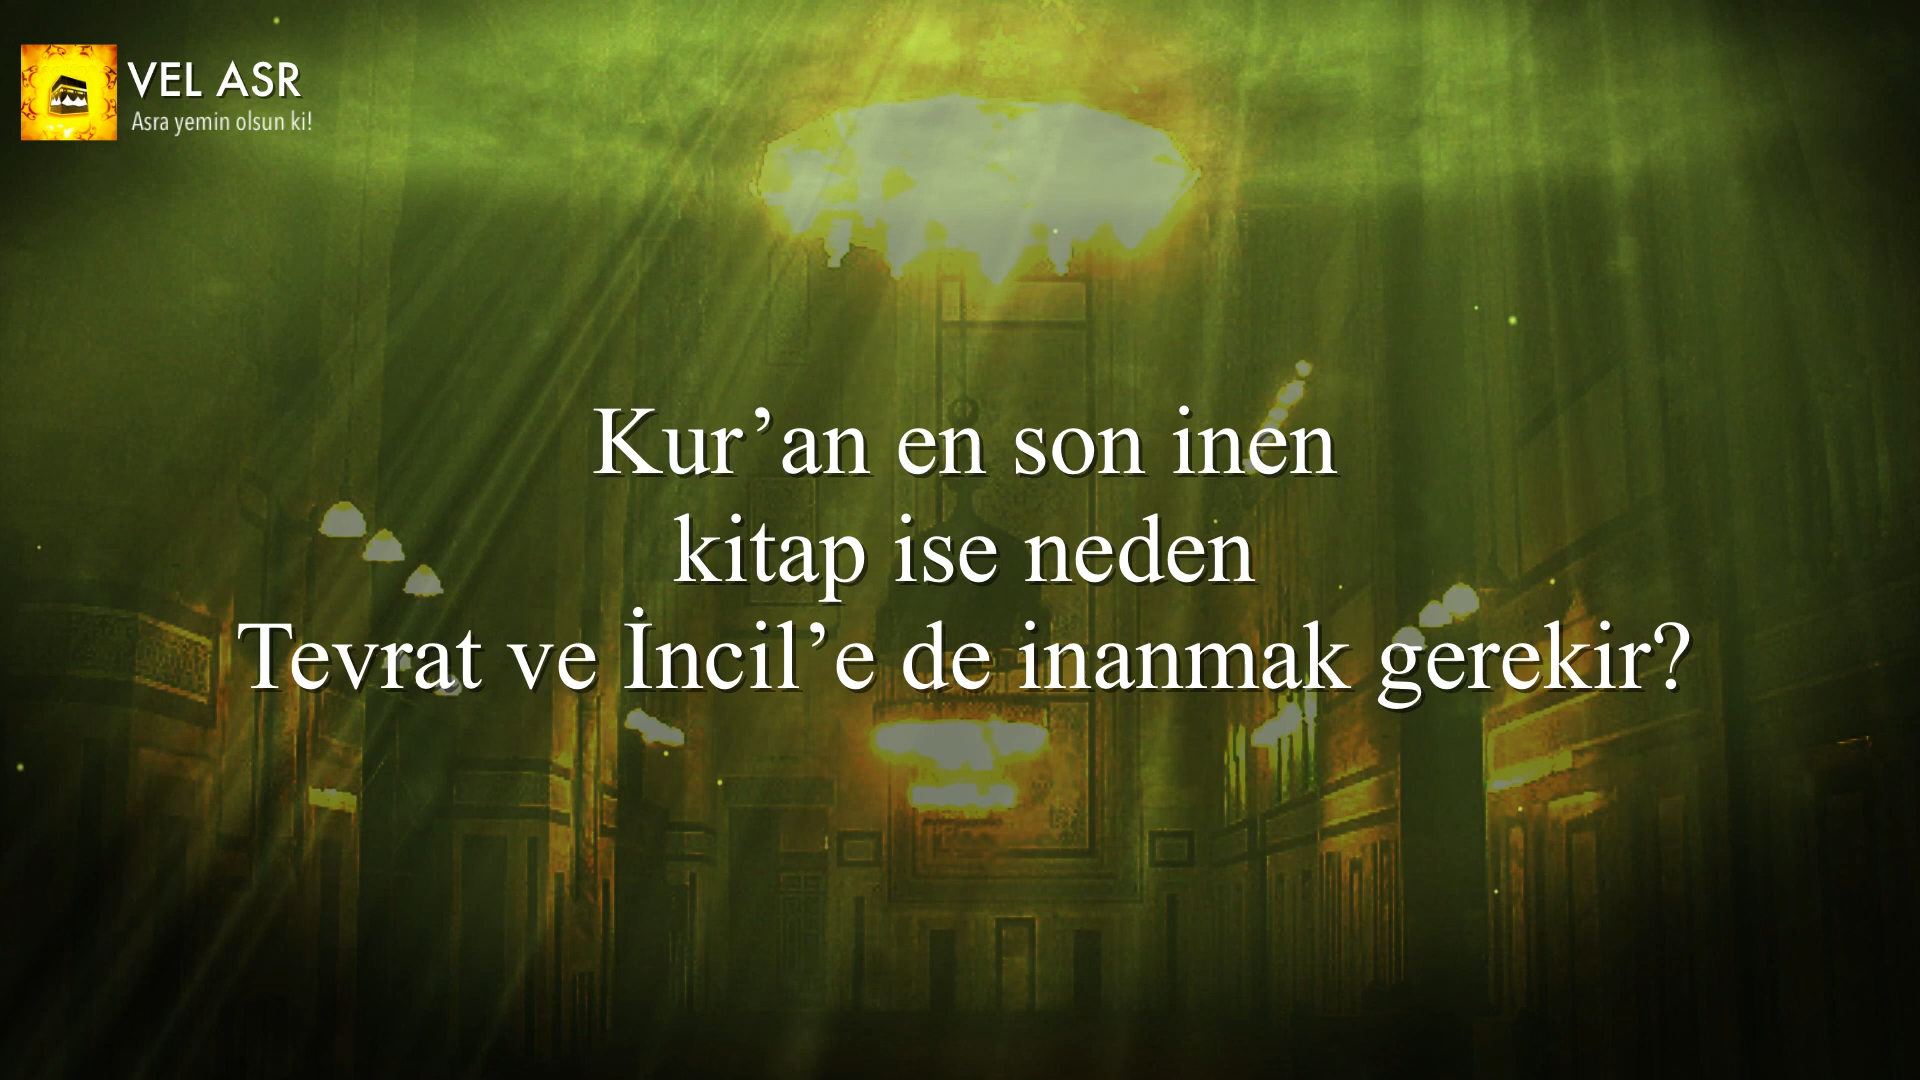 VEL ASR
Asra yemin olsun ki!
Kur’an en son inen
kitap ise neden
Tevrat ve İncil’e de inanmak gerekir?